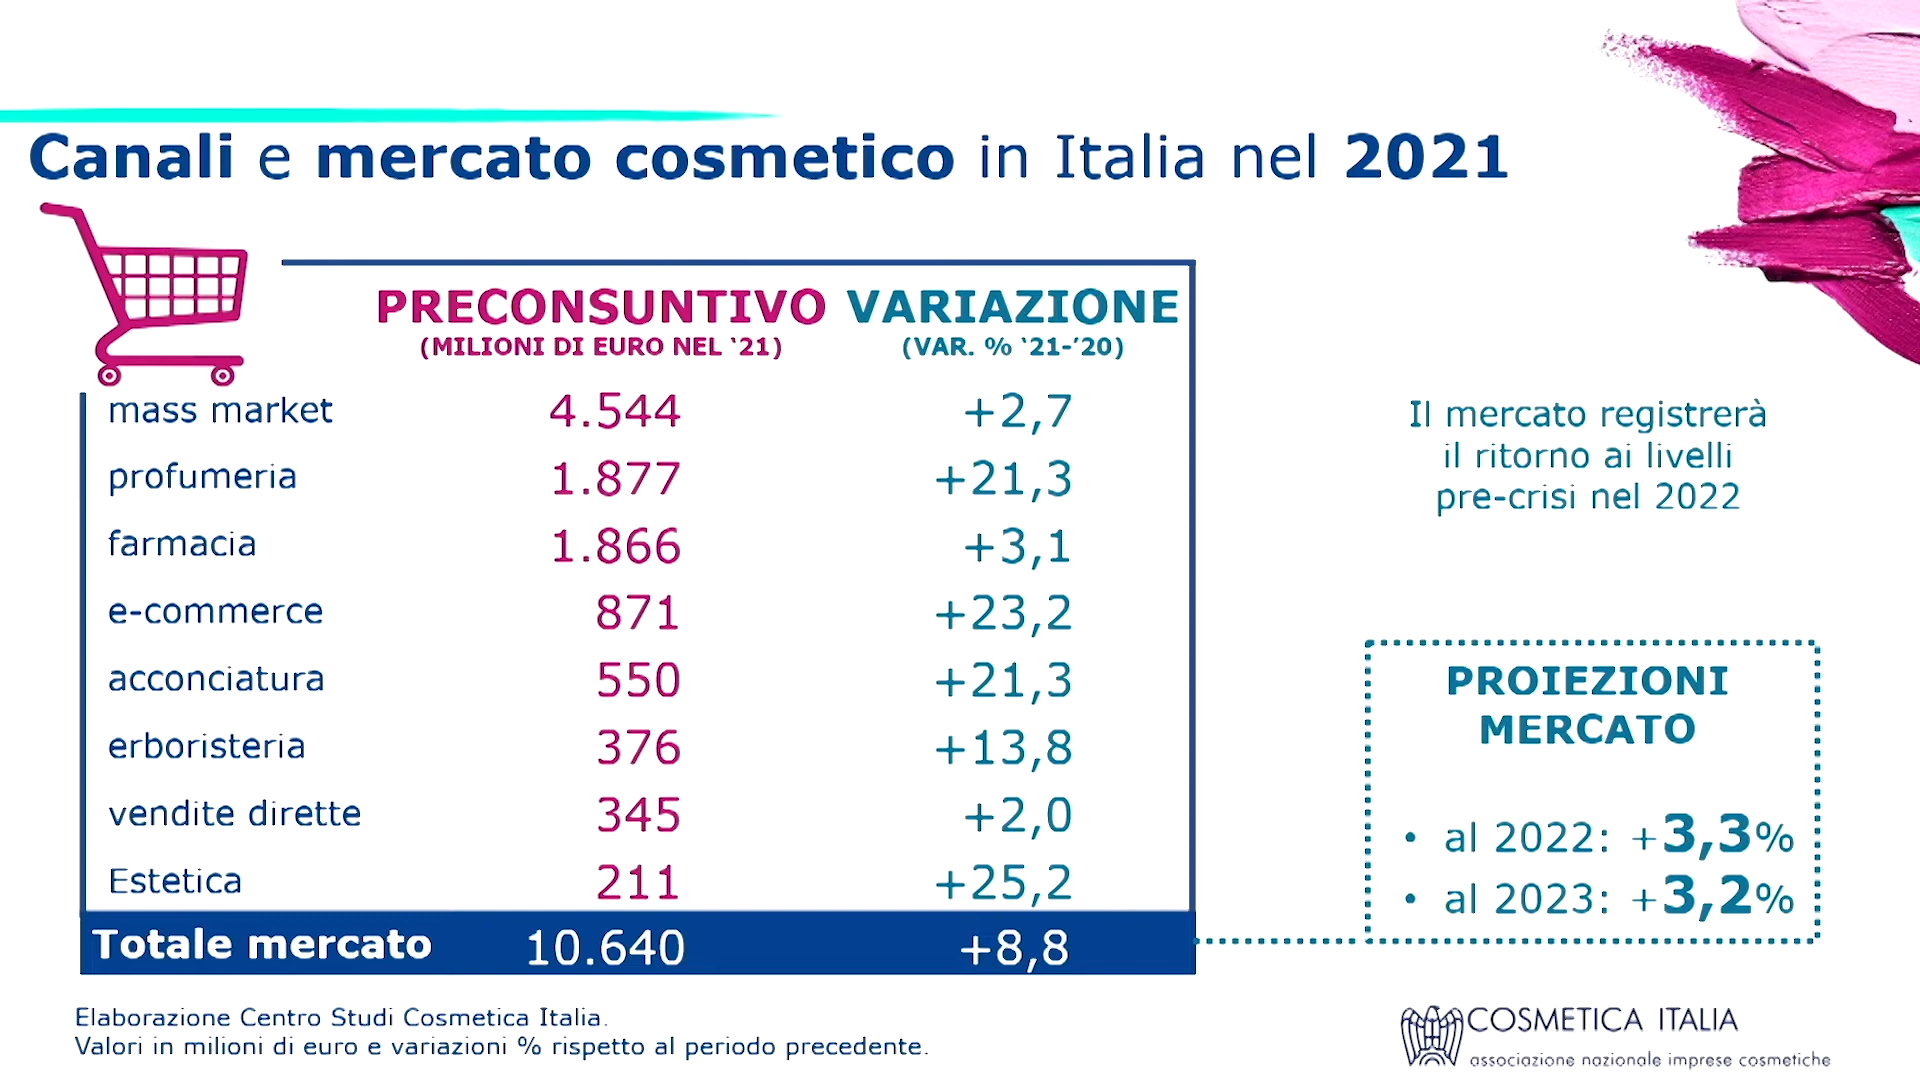 Canali e mercato cosmetico in Italia nel 2021
PRECONSUNTIVO VARIAZIONE
(MILIONI DI EURO NEL ‘21) (VAR. % ‘21-’20)
mass market 4.544 +2,7
profumeria 1.877 +21,3
farmacia 1.866 +3,1
e-commerce 871 +23,2
acconciatura 550 +21,3
erboristeria 376 +13,8
vendite dirette 345 +2,0
Estetica 211 +25,2
Totale mercato 10.640 +8,8
Il mercato registrerà
il ritorno ai livelli
pre-crisi nel 2022
PROIEZIONI
MERCATO
• al 2022: +3,3%
• al 2023: +3,2%
Elaborazione Centro Studi Cosmetica Italia.
Valori in milioni di euro e variazioni % rispetto al periodo precedente.
COSMETICA ITALIA
associazione nazionale imprese cosmetiche